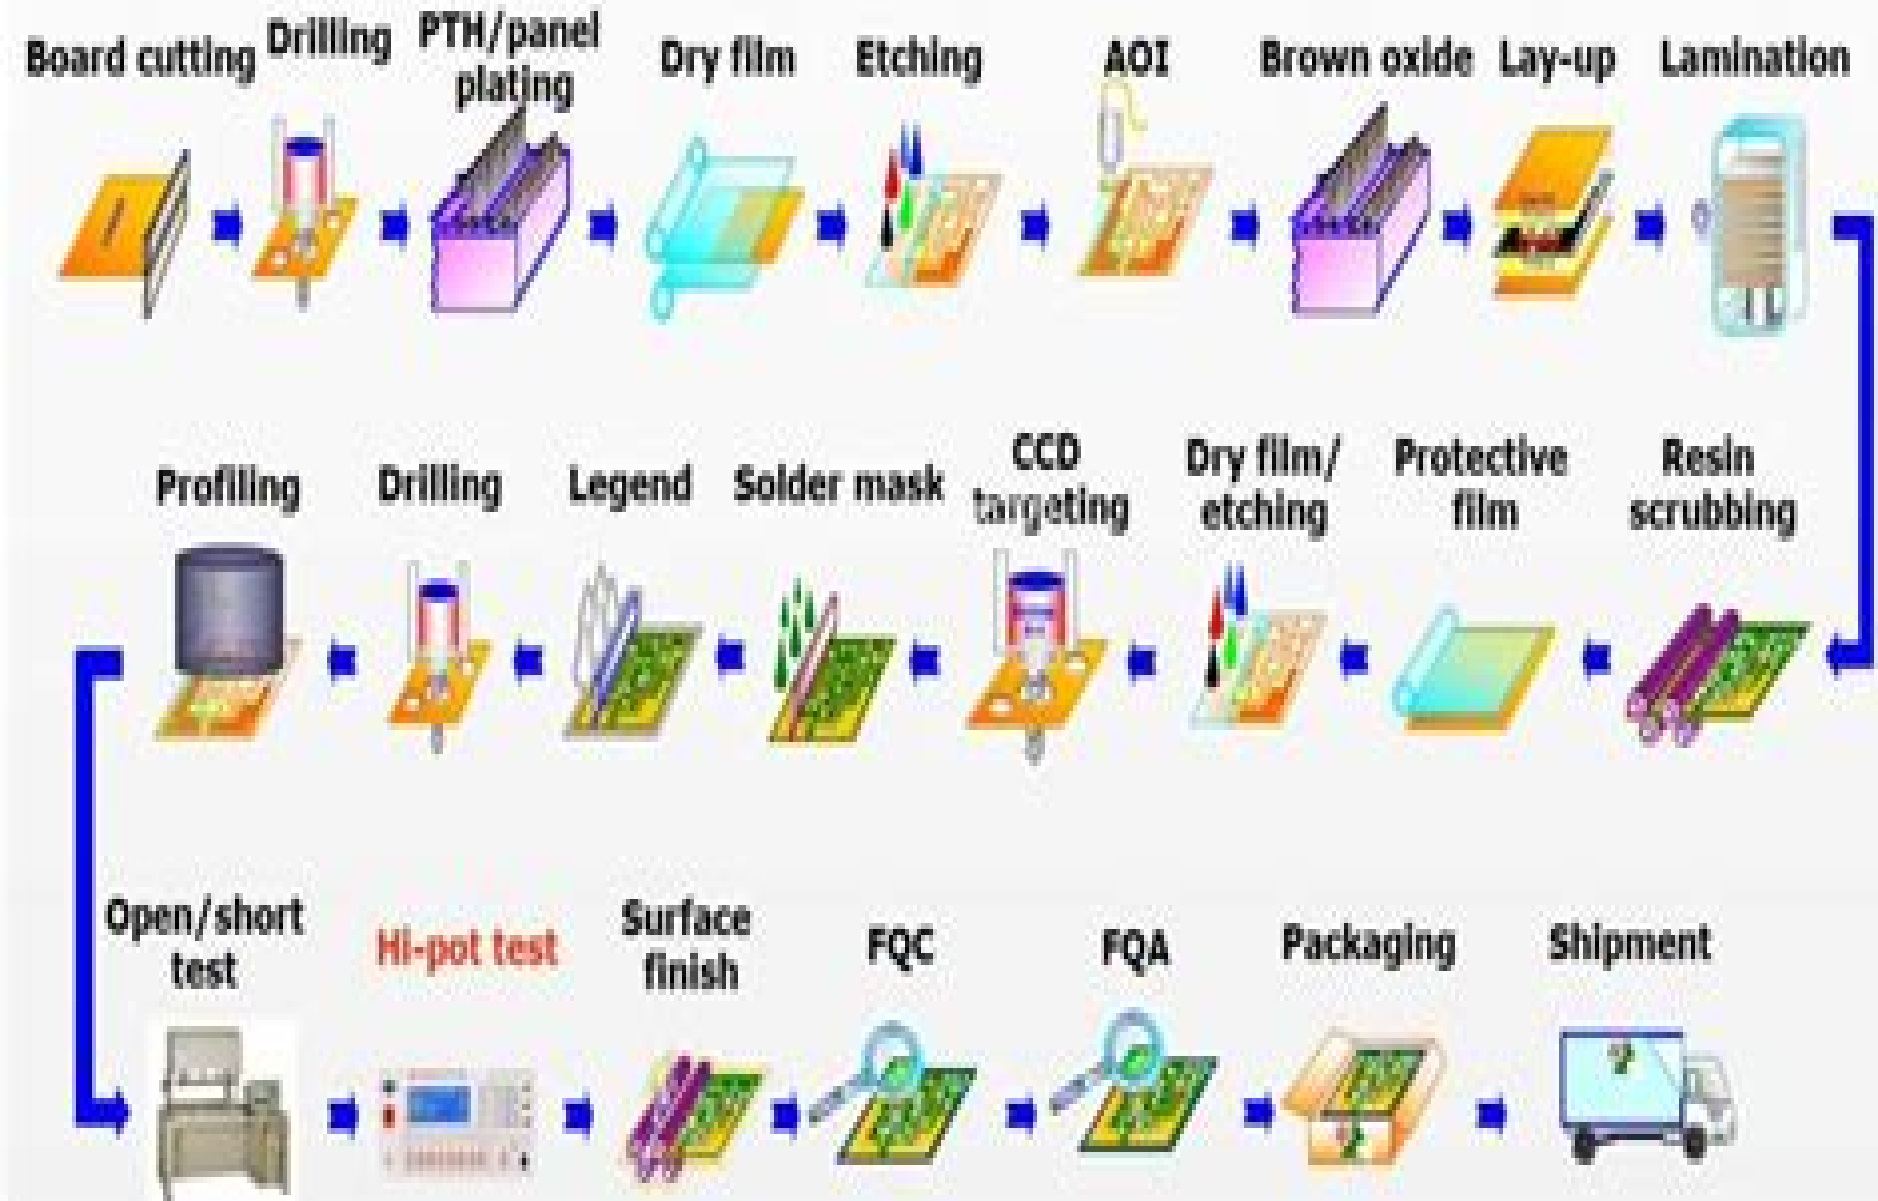 Board cutting
Drilling
PTH/panel
plating
Dry film
Etching
AOI
Brown oxide
Lay-up
Lamination
Resin
scrubbing
Protective
film
Dry film/
etching
CCD
targeting
Solder mask
Legend
Drilling
Profiling
Open/short
test
Hi-pot test
Surface
finish
FQC
FQA
Packaging
Shipment